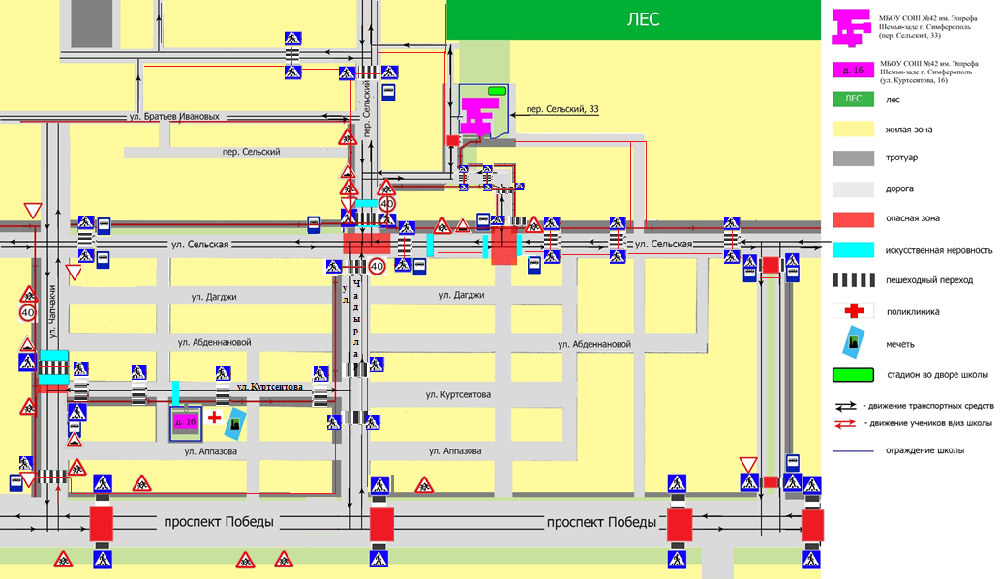 ЛЕС
пер. Сельский, 33
ул. Братьев Ивановых
пер. Сельский
пер. Сельский
40
ул. Сельская
ул. Сельская
40
ул. Чапчакчи
40
ул. Дагджи
ул. Чадырлар
ул. Дагджи
ул. Абденнановой
ул. Абденнановой
ул. Куртсеитова
ул. Куртсеитова
д. 16
ул. Аппазова
ул. Аппазова
проспект Победы
проспект Победы
МБОУ СОШ №42 им. Эшрефа
Шемьи-заде г. Симферополь
(пер. Сельский, 33)
д. 16
МБОУ СОШ №42 им. Эшрефа
Шемьи-заде г. Симферополь
(ул. Куртсеитова, 16)
ЛЕС
лес
жилая зона
тротуар
дорога
опасная зона
искусственная неровность
пешеходный переход
поликлиника
мечеть
стадион во дворе школы
- движение транспортных средств
- движение учеников в/из школы
ограждение школы